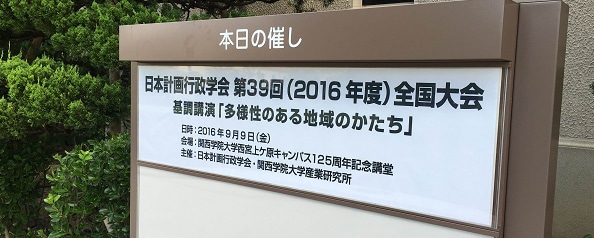 本日の催し
日本計画行政学会 第39回（2016年度）全国大会
基調講演「多様性のある地域のかたち」
日時：2016年9月9日（金）
会場：関西学院大学西宮上ケ原キャンパス125周年記念講堂
主催：日本計画行政学会・関西学院大学産業研究所